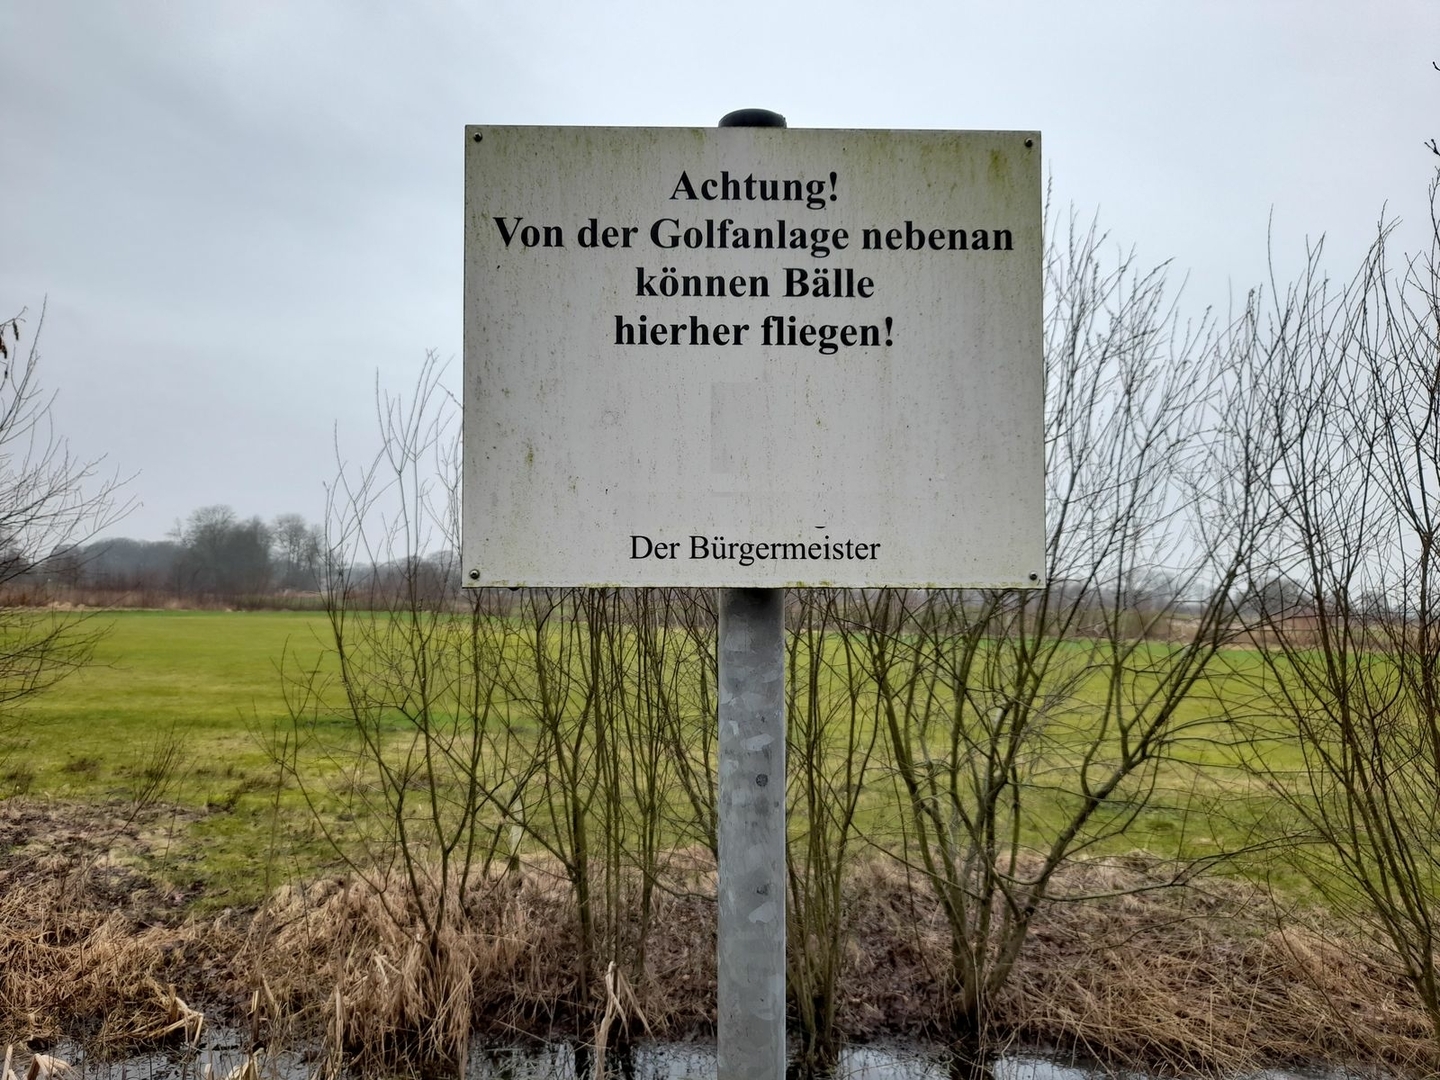 Achtung!
Von der Golfanlage nebenan
können Bälle
hierher fliegen!
Der Bürgermeister